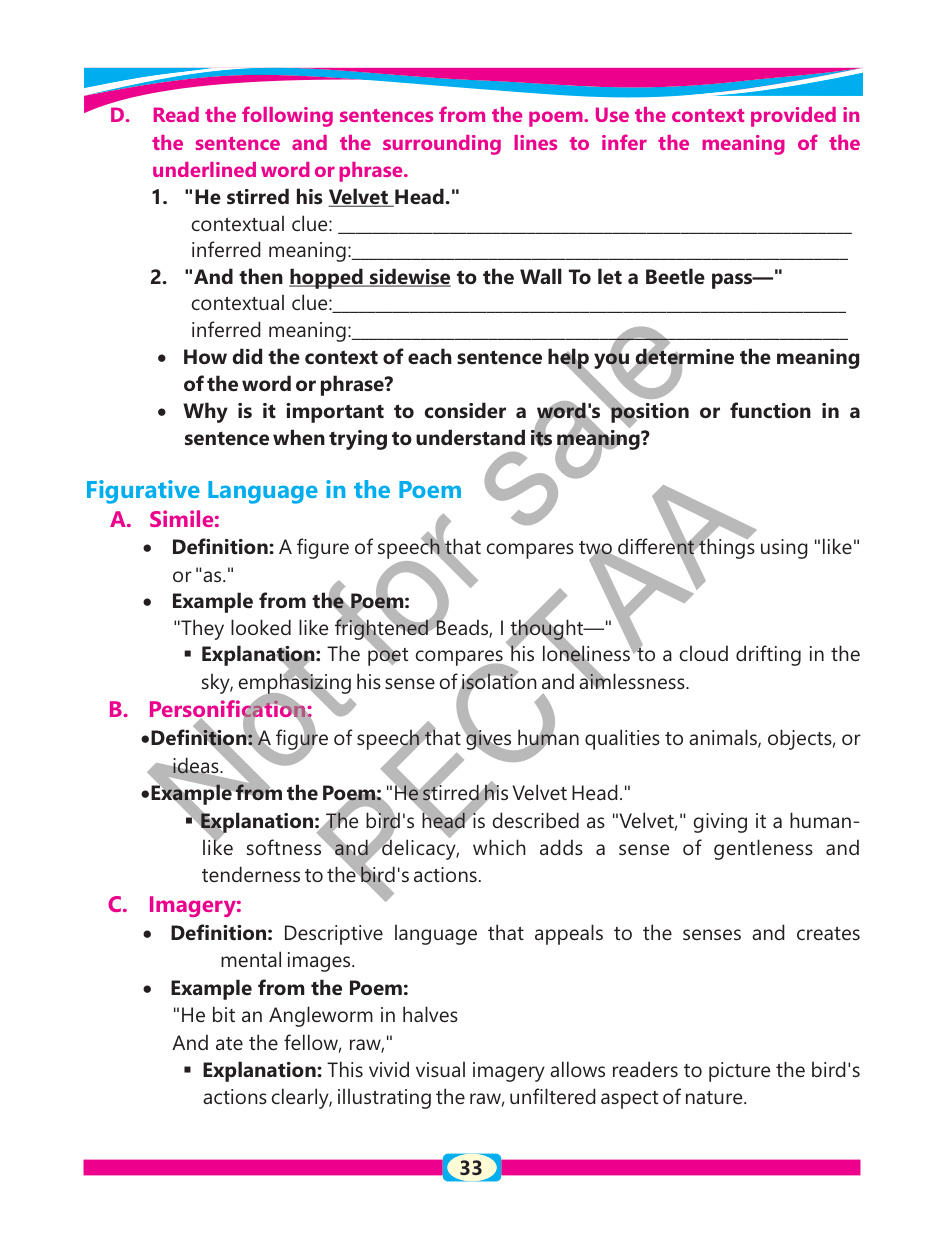 D. Read the following sentences from the poem. Use the context provided in
the sentence and the surrounding lines to infer the meaning of the
underlined word or phrase.
1. "He stirred his Velvet Head."
contextual clue: ___________________________________________________
inferred meaning:__________________________________________________
2. "And then hopped sidewise to the Wall To let a Beetle pass—"
contextual clue:___________________________________________________
inferred meaning:__________________________________________________
• How did the context of each sentence help you determine the meaning
of the word or phrase?
• Why is it important to consider a word's position or function in a
sentence when trying to understand its meaning?
Figurative Language in the Poem
A. Simile:
• Definition: A figure of speech that compares two different things using "like"
or "as."
• Example from the Poem:
"They looked like frightened Beads, I thought—"
▪ Explanation: The poet compares his loneliness to a cloud drifting in the
sky, emphasizing his sense of isolation and aimlessness.
B. Personification:
•Definition: A figure of speech that gives human qualities to animals, objects, or
ideas.
•Example from the Poem: "He stirred his Velvet Head."
▪ Explanation: The bird's head is described as "Velvet," giving it a human-
like softness and delicacy, which adds a sense of gentleness and
tenderness to the bird's actions.
C. Imagery:
• Definition: Descriptive language that appeals to the senses and creates
mental images.
• Example from the Poem:
"He bit an Angleworm in halves
And ate the fellow, raw,"
▪ Explanation: This vivid visual imagery allows readers to picture the bird's
actions clearly, illustrating the raw, unfiltered aspect of nature.
33
Not for sale
PECTAA